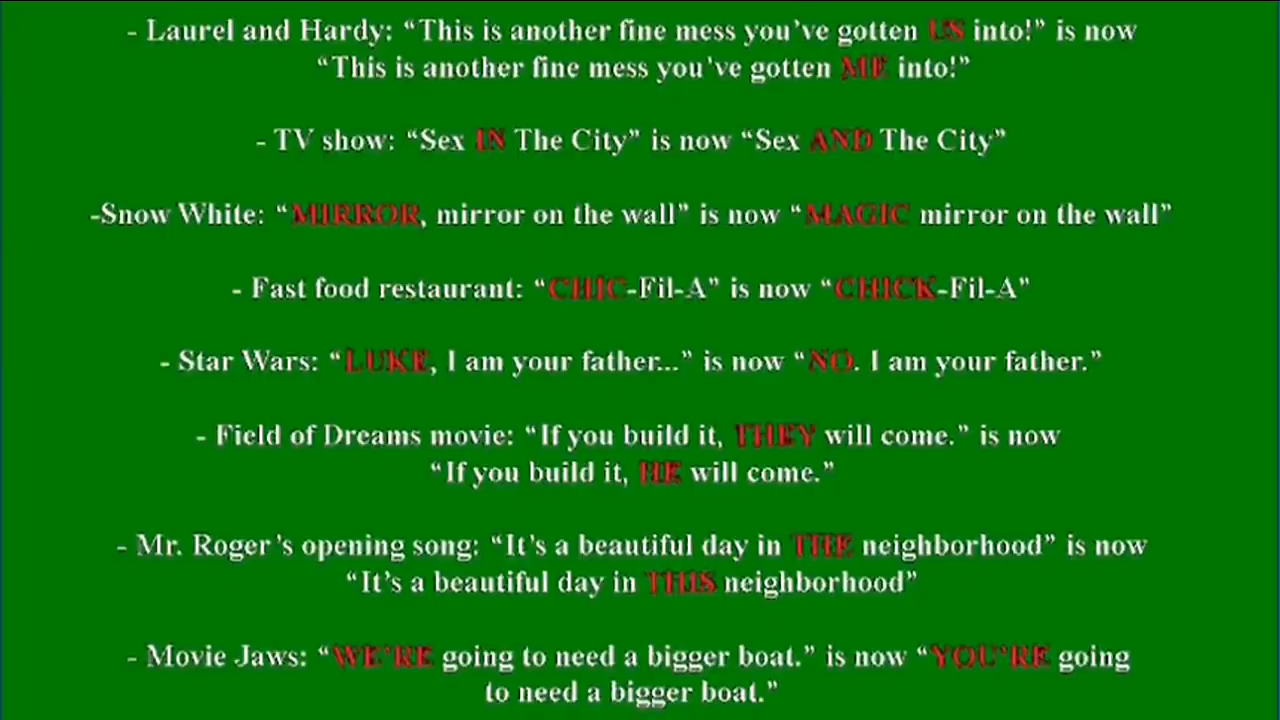 - Laurel and Hardy: “This is another fine mess you’ve gotten US into!” is now
“This is another fine mess you’ve gotten ME into!”
- TV show: “Sex IN The City” is now “Sex AND The City”
-Snow White: “MIRROR, mirror on the wall” is now “MAGIC mirror on the wall”
- Fast food restaurant: “CHIC-Fil-A” is now “CHICK-Fil-A”
- Star Wars: “LUKE, I am your father...” is now “NO. I am your father.”
- Field of Dreams movie: “If you build it, THEY will come.” is now
“If you build it, HE will come.”
- Mr. Roger’s opening song: “It’s a beautiful day in THE neighborhood” is now
“It’s a beautiful day in THIS neighborhood”
- Movie Jaws: “WE’RE going to need a bigger boat.” is now “YOU’RE going
to need a bigger boat.”